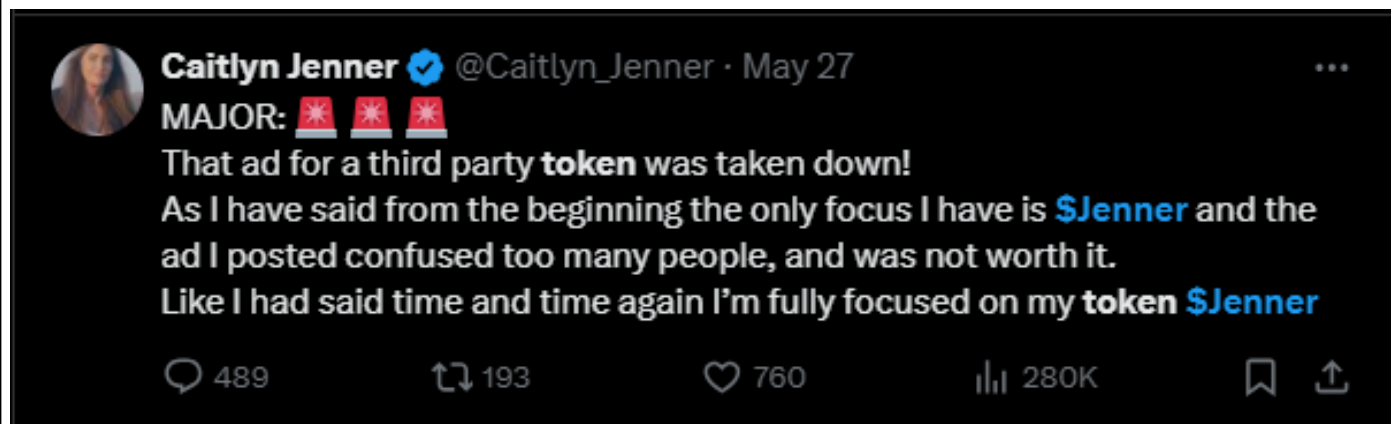 Caitlyn Jenner @Caitlyn_Jenner · May 27
MAJOR: 🚨 🚨 🚨
That ad for a third party token was taken down!
As I have said from the beginning the only focus I have is $Jenner and the
ad I posted confused too many people, and was not worth it.
Like I had said time and time again I’m fully focused on my token $Jenner
489 193 760 280K